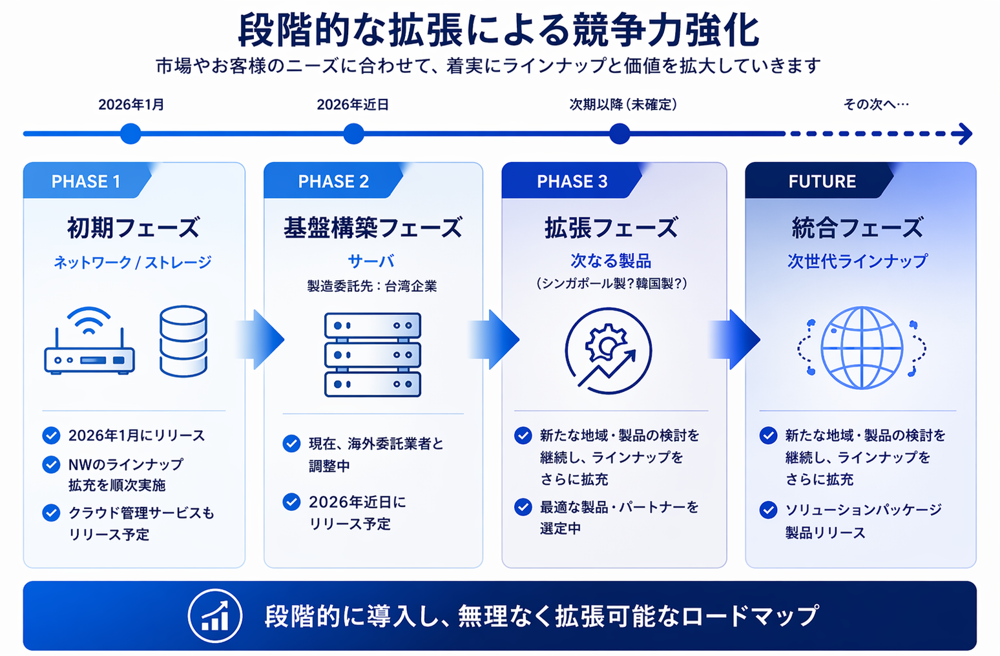 段階的な拡張による競争力強化
市場やお客様のニーズに合わせて、着実にラインナップと価値を拡大していきます
2026年1月
2026年近日
次期以降（未確定）
その次へ…
PHASE 1
初期フェーズ
ネットワーク / ストレージ
2026年1月にリリース
NWのラインナップ
拡充を順次実施
クラウド管理サービスも
リリース予定
PHASE 2
基盤構築フェーズ
サーバ
製造委託先：台湾企業
現在、海外委託業者と
調整中
2026年近日に
リリース予定
PHASE 3
拡張フェーズ
次なる製品
（シンガポール製？韓国製？）
新たな地域・製品の検討を
継続し、ラインナップを
さらに拡充
最適な製品・パートナーを
選定中
FUTURE
統合フェーズ
次世代ラインナップ
新たな地域・製品の検討を
継続し、ラインナップを
さらに拡充
ソリューションパッケージ
製品リリース
段階的に導入し、無理なく拡張可能なロードマップ